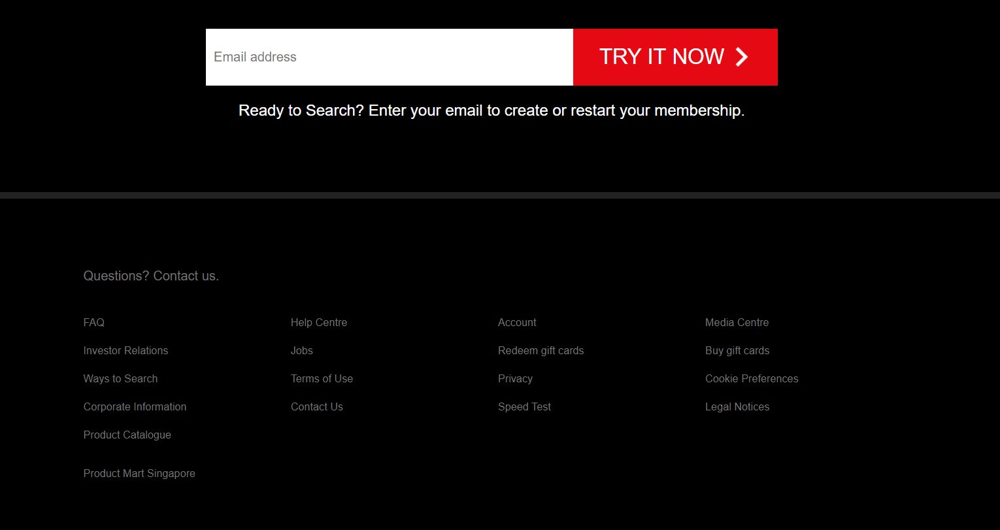 Email address
TRY IT NOW
Ready to Search? Enter your email to create or restart your membership.
Questions? Contact us.
FAQ
Help Centre
Account
Media Centre
Investor Relations
Jobs
Redeem gift cards
Buy gift cards
Ways to Search
Terms of Use
Privacy
Cookie Preferences
Corporate Information
Contact Us
Speed Test
Legal Notices
Product Catalogue
Product Mart Singapore